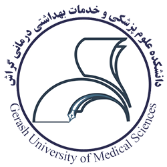 دانشکده علوم پزشکی و خدمات بهداشتی درمانی گراش
Gerash University of Medical Sciences